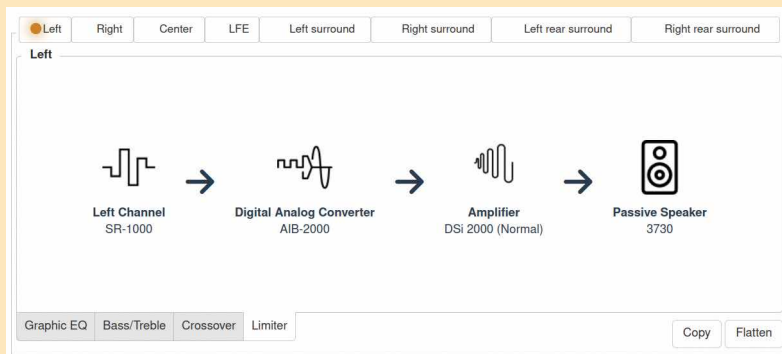 Left Right Center LFE Left surround Right surround Left rear surround Right rear surround
Left
Left Channel
SR-1000
Digital Analog Converter
AIB-2000
Amplifier
DSi 2000 (Normal)
Passive Speaker
3730
Graphic EQ Bass/Treble Crossover Limiter
Copy Flatten